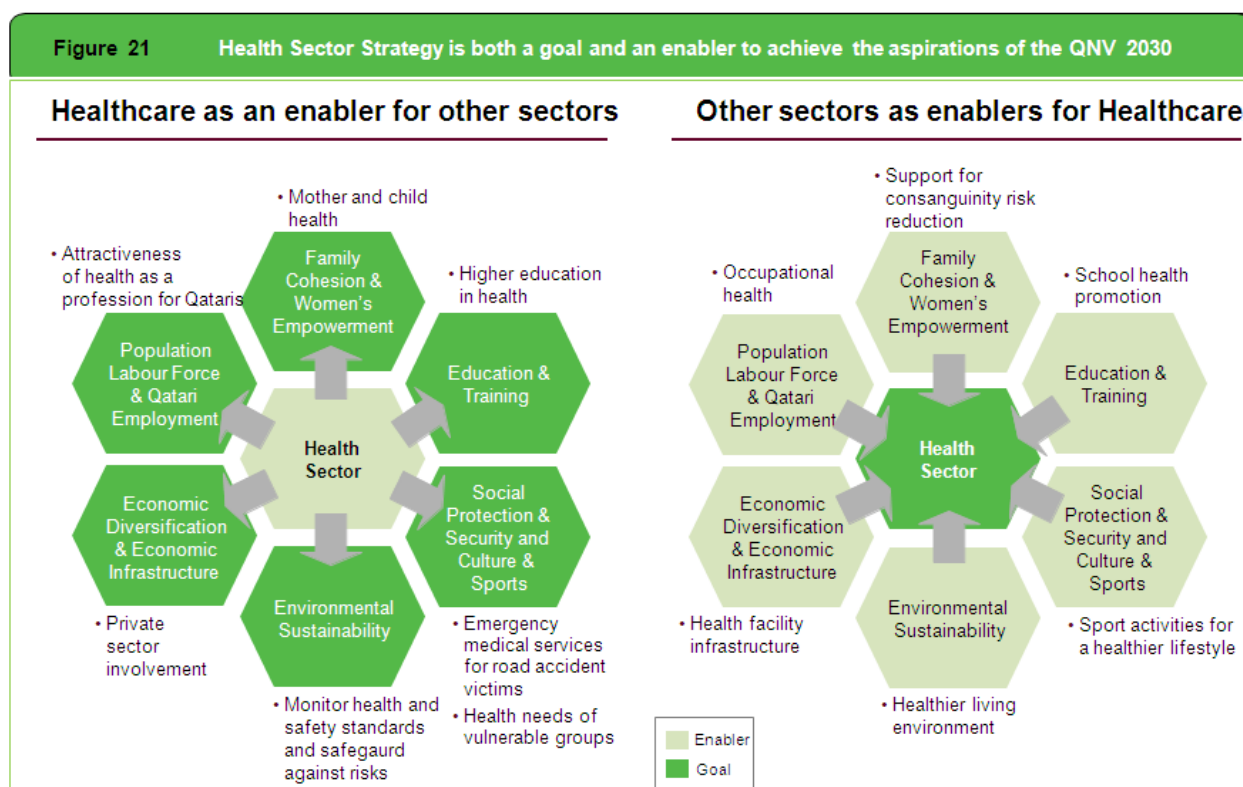 Figure 21
Health Sector Strategy is both a goal and an enabler to achieve the aspirations of the QNV 2030
Healthcare as an enabler for other sectors
• Mother and child
health
• Attractiveness
of health as a
profession for Qataris
• Higher education
in health
Family
Cohesion &
Women's
Empowerment
Population
Labour Force
& Qatari
Employment
Education &
Training
Health
Sector
Economic
Diversification
& Economic
Infrastructure
Social
Protection &
Security and
Culture &
Sports
Environmental
Sustainability
• Private
sector
involvement
• Emergency
medical services
for road accident
victims
• Health needs of
vulnerable groups
• Monitor health and
safety standards
and safegaurd
against risks
Other sectors as enablers for Healthcare
• Support for
consanguinity risk
reduction
• Occupational
health
• School health
promotion
Family
Cohesion &
Women's
Empowerment
Population
Labour Force
& Qatari
Employment
Education &
Training
Health
Sector
Economic
Diversification
& Economic
Infrastructure
Social
Protection &
Security and
Culture &
Sports
Environmental
Sustainability
• Health facility
infrastructure
• Sport activities for
a healthier lifestyle
• Healthier living
environment
Enabler
Goal